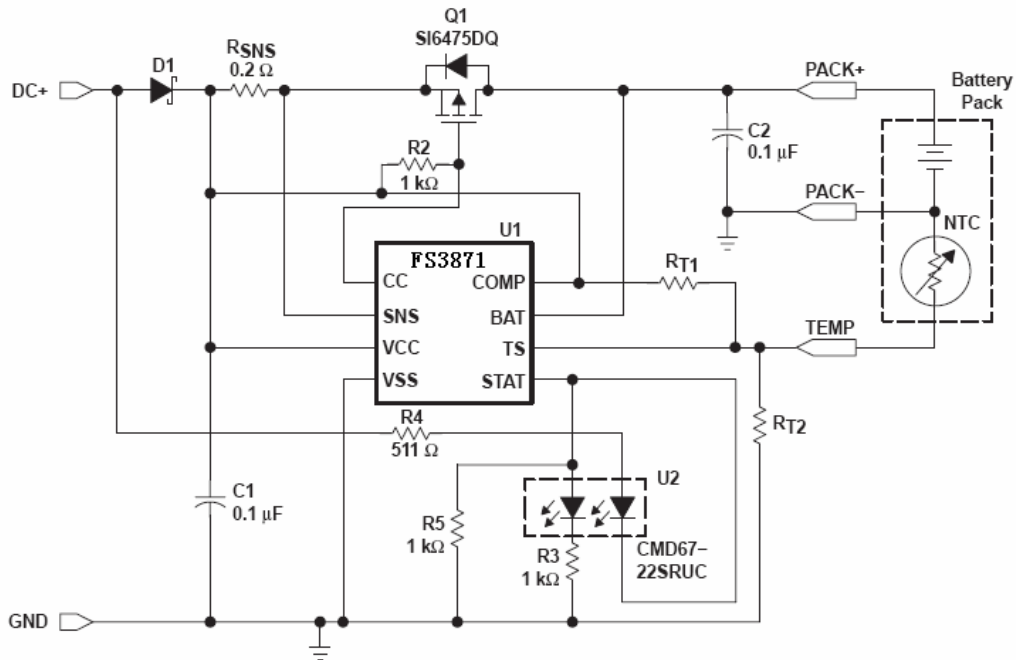 Q1
SI6475DQ
RSNS
0.2 Ω
D1
DC+
PACK+
Battery
Pack
C2
0.1 µF
R2
1 kΩ
PACK–
NTC
U1
FS3871
CC
COMP
RT1
SNS
BAT
VCC
TS
TEMP
VSS
STAT
R4
511 Ω
RT2
U2
C1
0.1 µF
R5
1 kΩ
R3
1 kΩ
CMD67–
22SRUC
GND